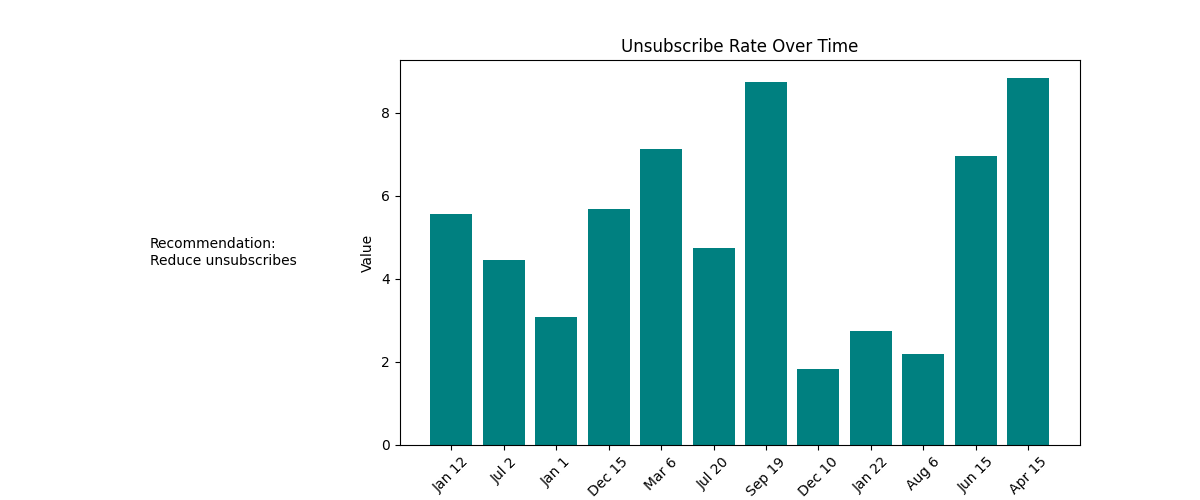 Unsubscribe Rate Over Time
Recommendation:
Reduce unsubscribes
Value
8
6
4
2
0
Jan 12
Jul 2
Jan 1
Dec 15
Mar 6
Jul 20
Sep 19
Dec 10
Jan 22
Aug 6
Jun 15
Apr 15